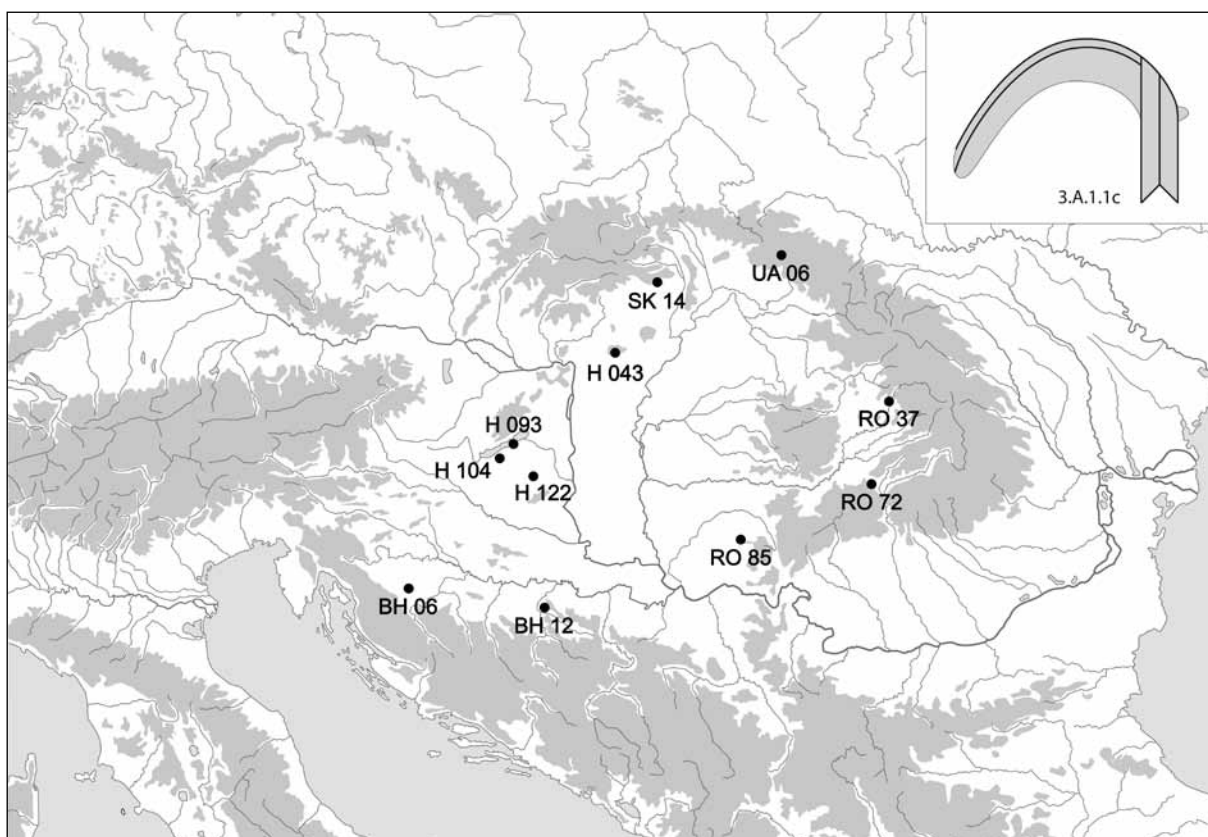 3.A.1.1c
UA 06
SK 14
H 043
RO 37
H 093
H 104
H 122
RO 72
RO 85
BH 06
BH 12